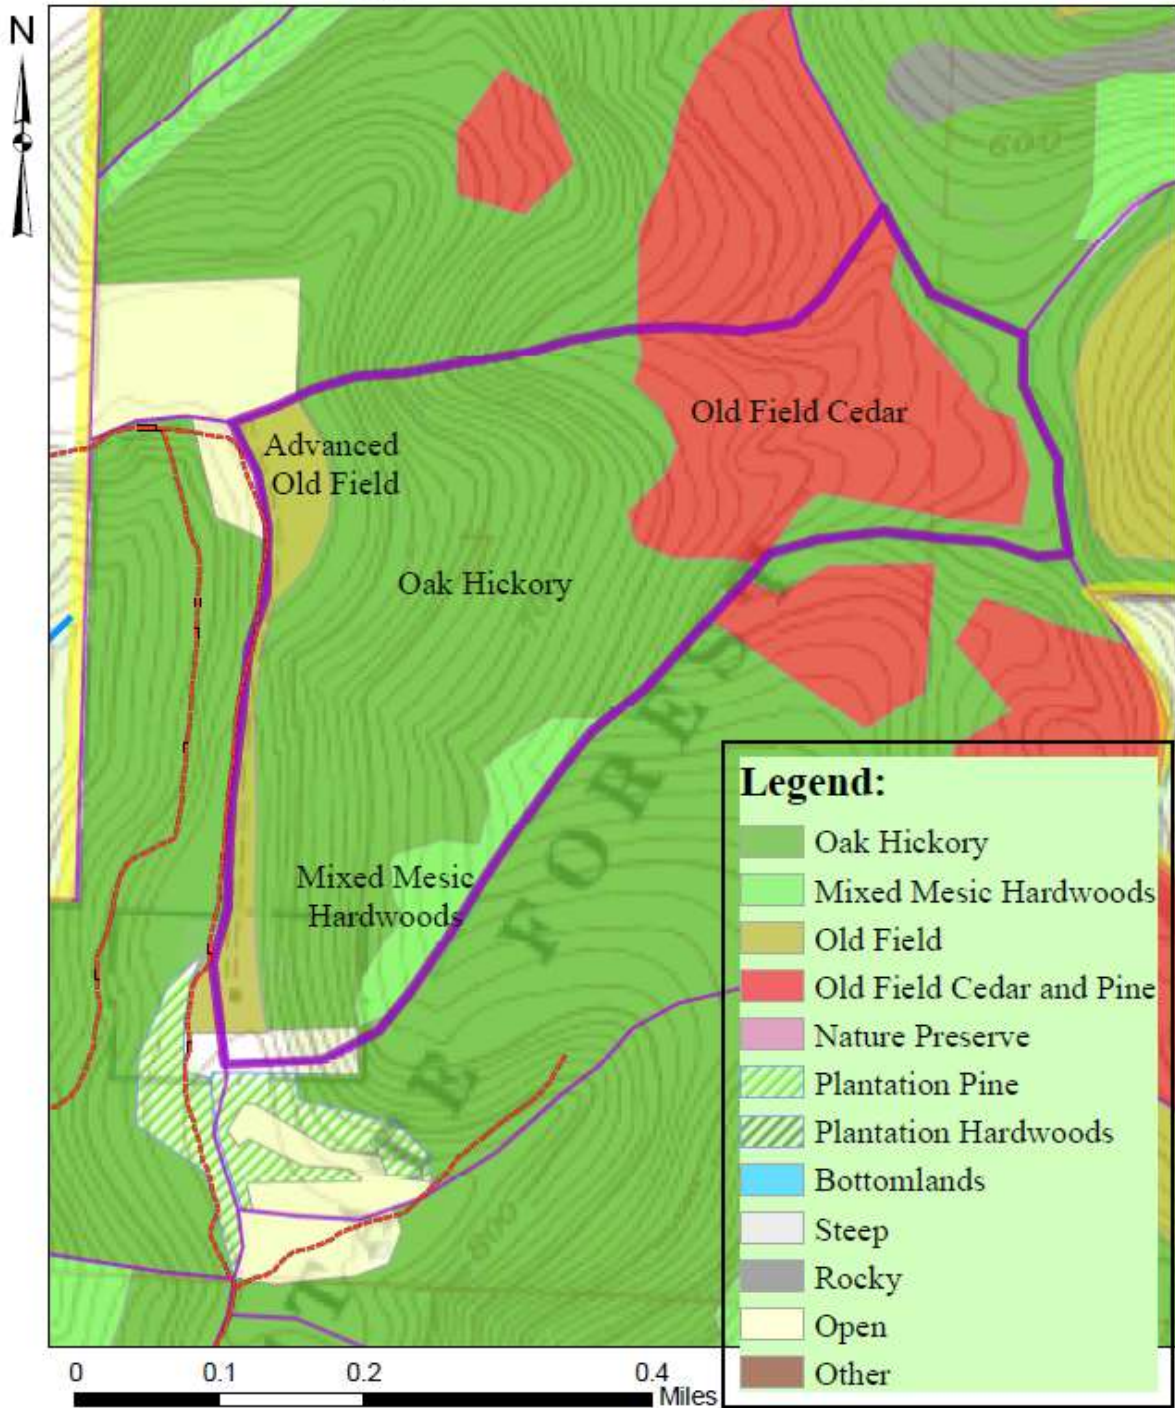 N
600
Old Field Cedar
Advanced
Old Field
Oak Hickory
Mixed Mesic
Hardwoods
F O R E S T
E
600
T
Legend:
Oak Hickory
Mixed Mesic Hardwoods
Old Field
Old Field Cedar and Pine
Nature Preserve
Plantation Pine
Plantation Hardwoods
Bottomlands
Steep
Rocky
Open
Other
0 0.1 0.2 0.4
Miles